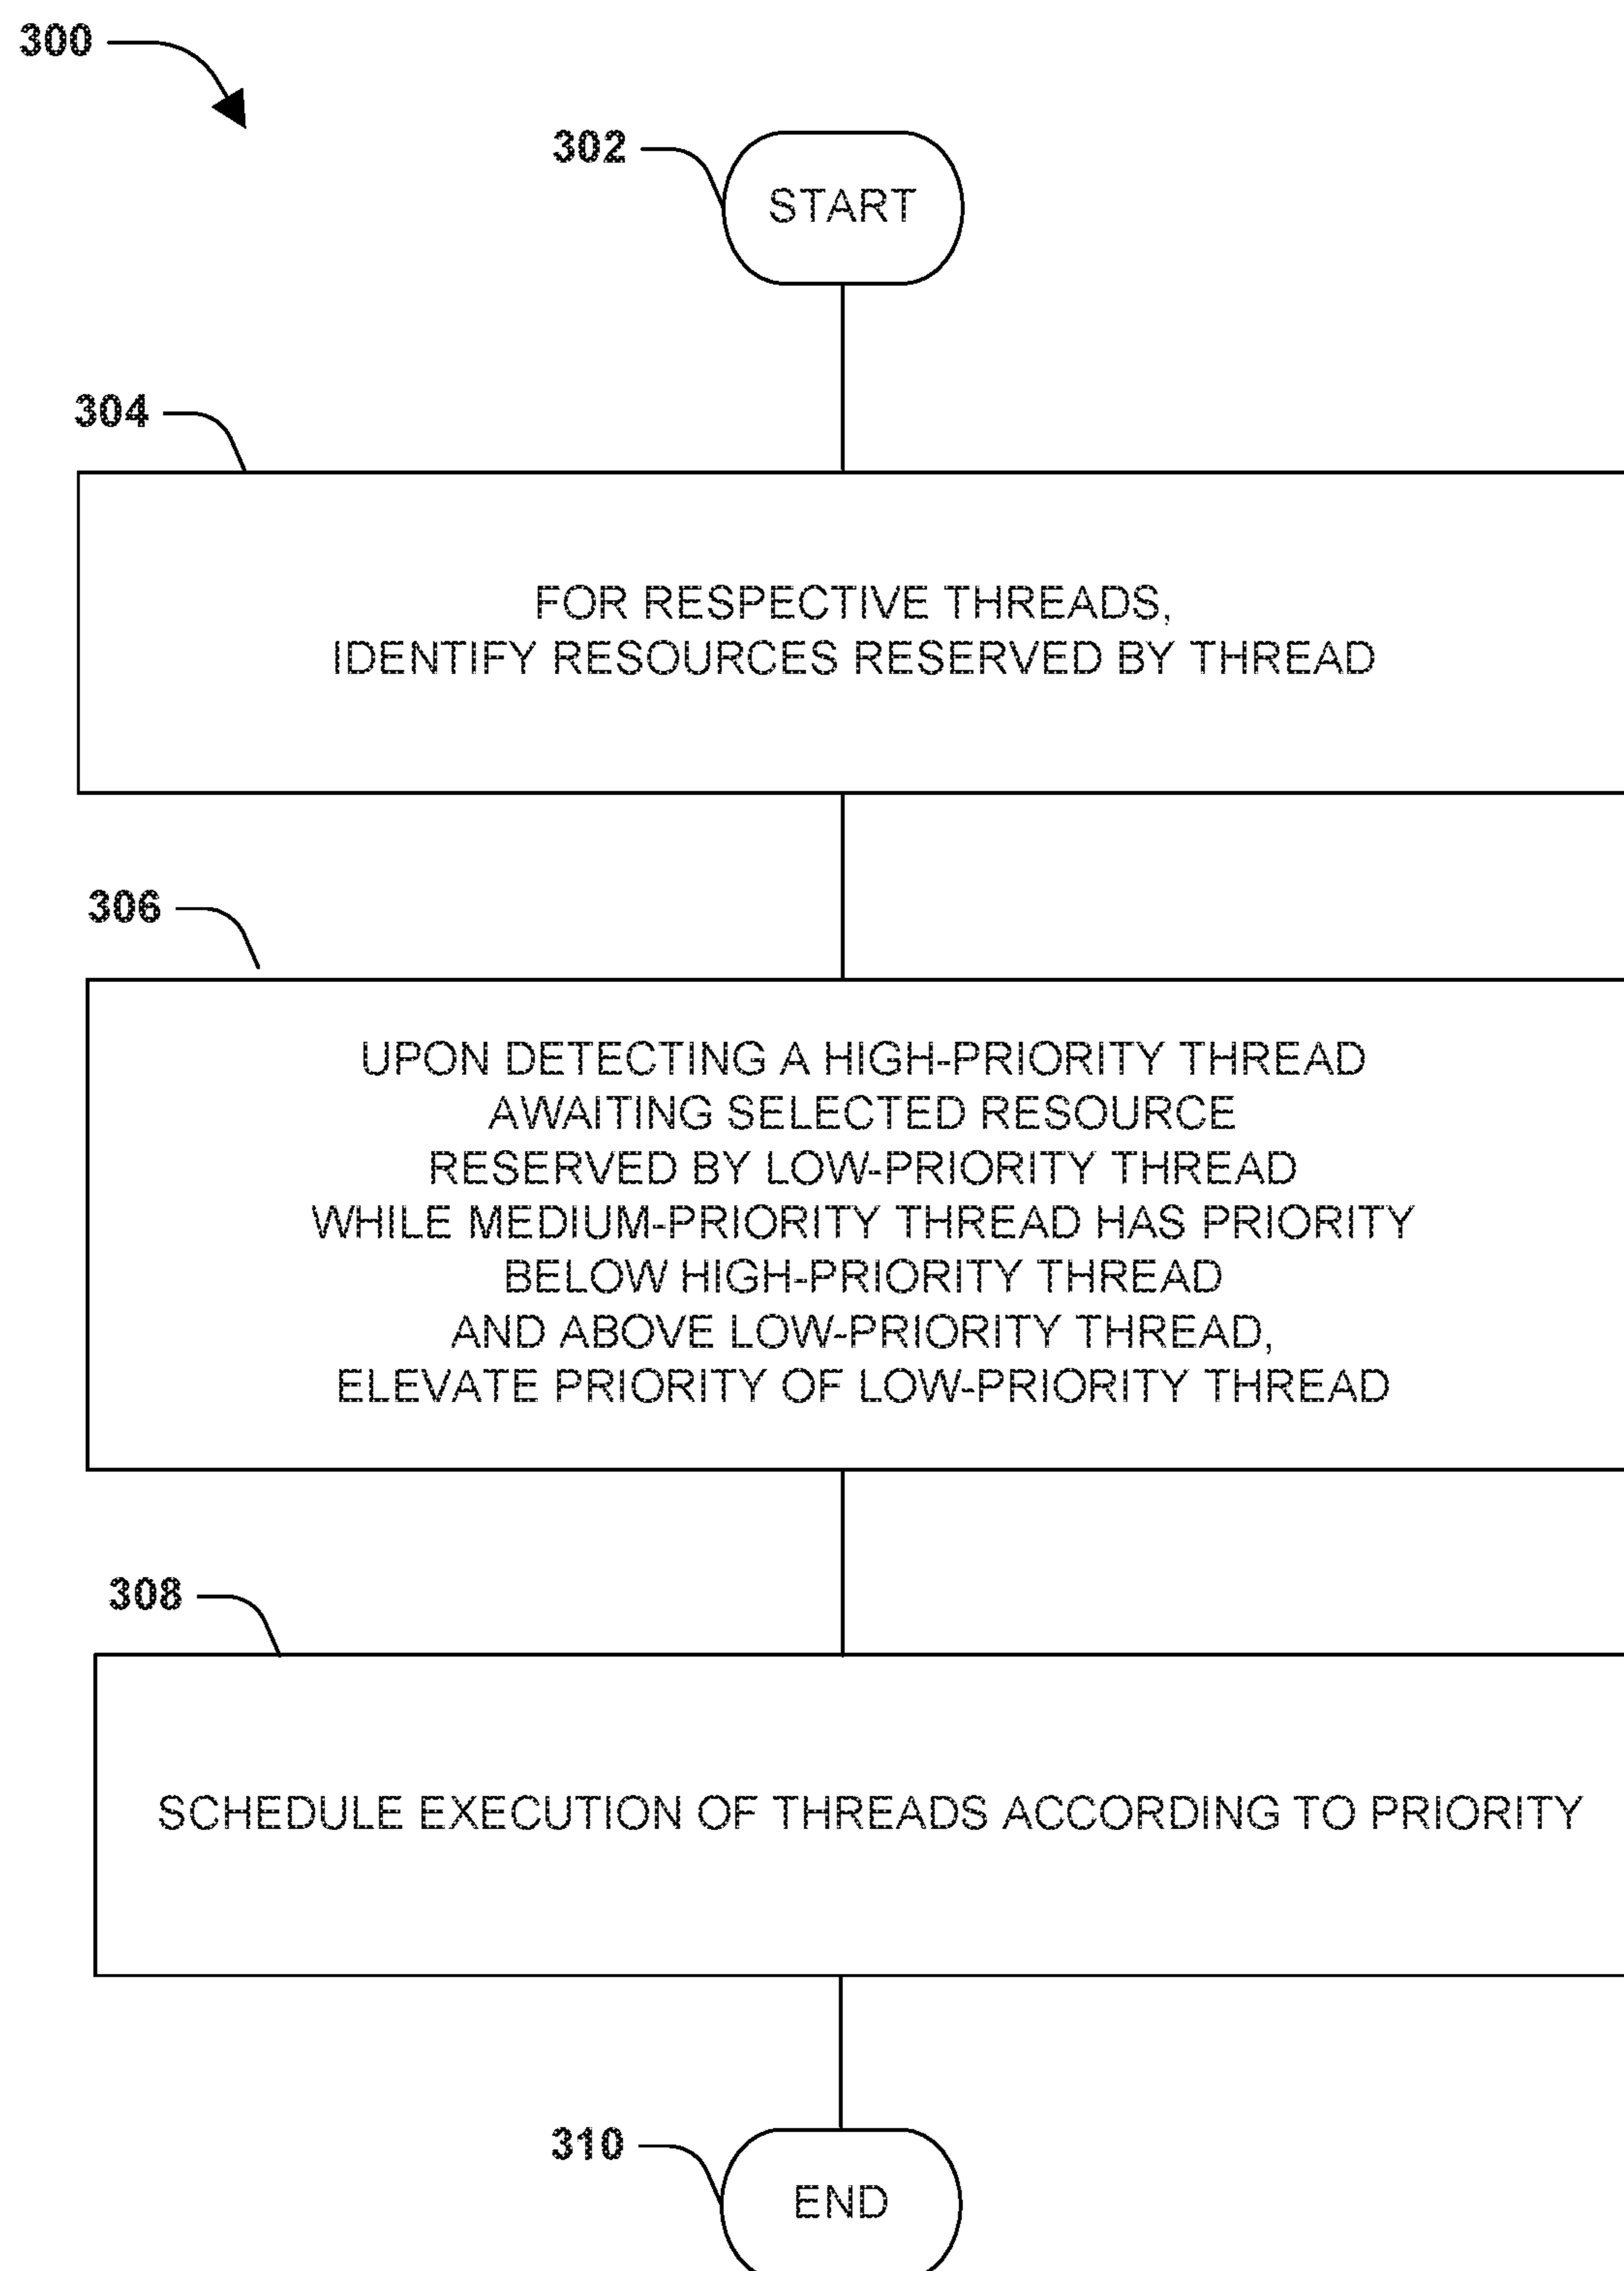 300
302
START
304
FOR RESPECTIVE THREADS,
IDENTIFY RESOURCES RESERVED BY THREAD
306
UPON DETECTING A HIGH-PRIORITY THREAD
AWAITING SELECTED RESOURCE
RESERVED BY LOW-PRIORITY THREAD
WHILE MEDIUM-PRIORITY THREAD HAS PRIORITY
BELOW HIGH-PRIORITY THREAD
AND ABOVE LOW-PRIORITY THREAD,
ELEVATE PRIORITY OF LOW-PRIORITY THREAD
308
SCHEDULE EXECUTION OF THREADS ACCORDING TO PRIORITY
310
END